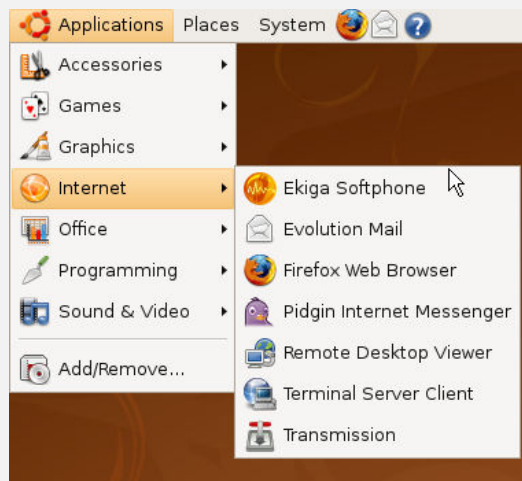 Applications Places System
Accessories
Games
Graphics
Internet
Office
Programming
Sound & Video
Add/Remove...
Ekiga Softphone
Evolution Mail
Firefox Web Browser
Pidgin Internet Messenger
Remote Desktop Viewer
Terminal Server Client
Transmission